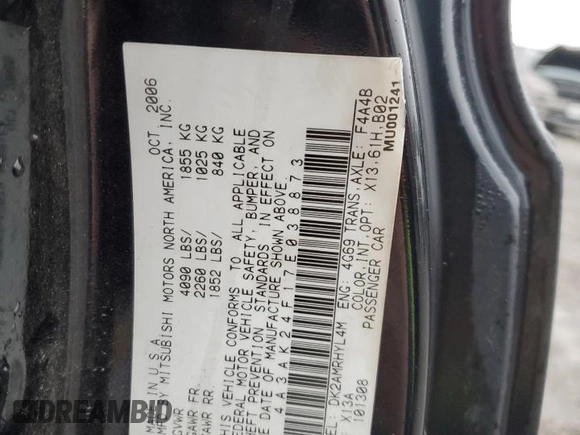 MADE IN U.S.A. OCT 2006
MFD BY MITSUBISHI MOTORS NORTH AMERICA, INC.
GVWR 4090 LBS/ 1855 KG
GAWR FR. 2260 LBS/ 1025 KG
GAWR RR. 1852 LBS/ 840 KG
THIS VEHICLE CONFORMS TO ALL APPLICABLE
FEDERAL MOTOR VEHICLE SAFETY, BUMPER, AND
THEFT PREVENTION STANDARDS IN EFFECT ON
THE DATE OF MANUFACTURE SHOWN ABOVE.
4A3AK24F17E038873
DK2AMRHYL4M ENG: 4G69 TRANS, AXLE: F4A4B
X13A COLOR, INT, OPT: X13,61H,B02
101308 PASSENGER CAR MU001241
DREAMBID